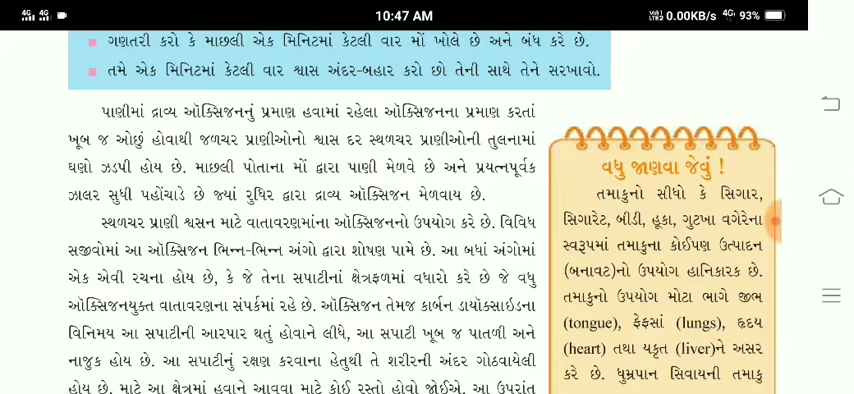 4G 4G 10:47 AM VoLTE LTE2 0.00KB/s 4G 93%
ગણતરી કરો કે માછલી એક મિનિટમાં કેટલી વાર મોં ખોલે છે અને બંધ કરે છે.
તમે એક મિનિટમાં કેટલી વાર શ્વાસ અંદર-બહાર કરો છો તેની સાથે તેને સરખાવો.
પાણીમાં દ્રાવ્ય ઑક્સિજનનું પ્રમાણ હવામાં રહેલા ઑક્સિજનના પ્રમાણ કરતાં
ખૂબ જ ઓછું હોવાથી જળચર પ્રાણીઓનો શ્વાસ દર સ્થળચર પ્રાણીઓની તુલનામાં
ઘણો ઝડપી હોય છે. માછલી પોતાના મોં દ્વારા પાણી મેળવે છે અને પ્રયત્નપૂર્વક
ઝાલર સુધી પહોંચાડે છે જ્યાં રુધિર દ્વારા દ્રાવ્ય ઑક્સિજન મેળવાય છે.
સ્થળચર પ્રાણી શ્વસન માટે વાતાવરણમાંના ઑક્સિજનનો ઉપયોગ કરે છે. વિવિધ
સજીવોમાં આ ઑક્સિજન ભિન્ન-ભિન્ન અંગો દ્વારા શોષણ પામે છે. આ બધાં અંગોમાં
એક એવી રચના હોય છે, કે જે તેના સપાટીનાં ક્ષેત્રફળમાં વધારો કરે છે જે વધુ
ઑક્સિજનયુક્ત વાતાવરણના સંપર્કમાં રહે છે. ઑક્સિજન તેમજ કાર્બન ડાયૉક્સાઇડના
વિનિમય આ સપાટીની આરપાર થતું હોવાને લીધે, આ સપાટી ખૂબ જ પાતળી અને
નાજુક હોય છે. આ સપાટીનું રક્ષણ કરવાના હેતુથી તે શરીરની અંદર ગોઠવાયેલી
હોય છે. માટે આ ક્ષેત્રમાં હવાને આવવા માટે કોઈ રસ્તો હોવો જોઈએ. આ ઉપરાંત
વધુ જાણવા જેવું !
તમાકુનો સીધો કે સિગાર,
સિગારેટ, બીડી, હૂકા, ગુટખા વગેરેના
સ્વરૂપમાં તમાકુના કોઈપણ ઉત્પાદન
(બનાવટ)નો ઉપયોગ હાનિકારક છે.
તમાકુનો ઉપયોગ મોટા ભાગે જીભ
(tongue), ફેફસાં (lungs), હૃદય
(heart) તથા યકૃત (liver)ને અસર
કરે છે. ધુમ્રપાન સિવાયની તમાકુ